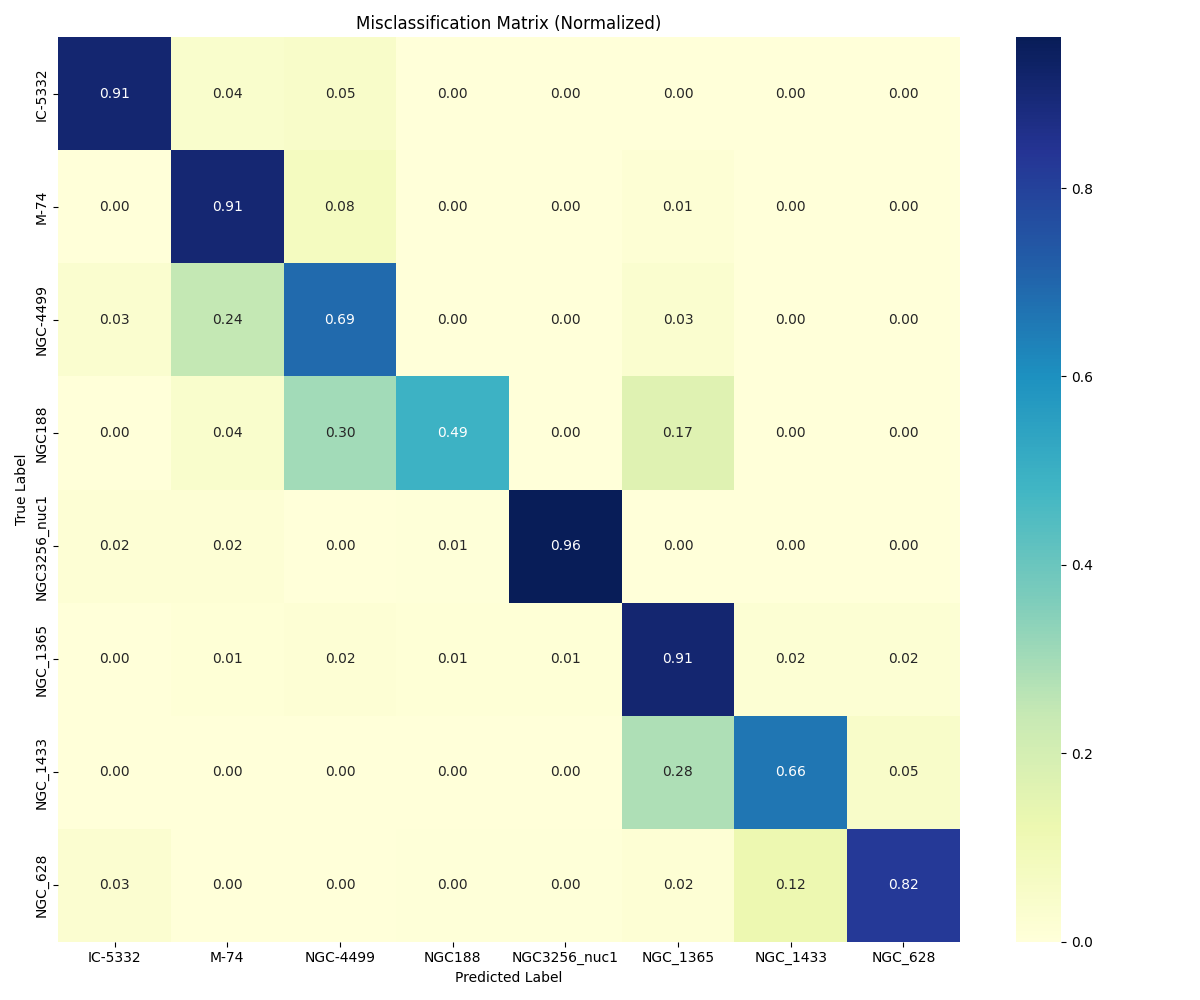 Misclassification Matrix (Normalized)
True Label
IC-5332 0.91 0.04 0.05 0.00 0.00 0.00 0.00 0.00
M-74 0.00 0.91 0.08 0.00 0.00 0.01 0.00 0.00
NGC-4499 0.03 0.24 0.69 0.00 0.00 0.03 0.00 0.00
NGC188 0.00 0.04 0.30 0.49 0.00 0.17 0.00 0.00
NGC3256_nuc1 0.02 0.02 0.00 0.01 0.96 0.00 0.00 0.00
NGC_1365 0.00 0.01 0.02 0.01 0.01 0.91 0.02 0.02
NGC_1433 0.00 0.00 0.00 0.00 0.00 0.28 0.66 0.05
NGC_628 0.03 0.00 0.00 0.00 0.00 0.02 0.12 0.82
IC-5332 M-74 NGC-4499 NGC188 NGC3256_nuc1 NGC_1365 NGC_1433 NGC_628
Predicted Label
0.8
0.6
0.4
0.2
0.0